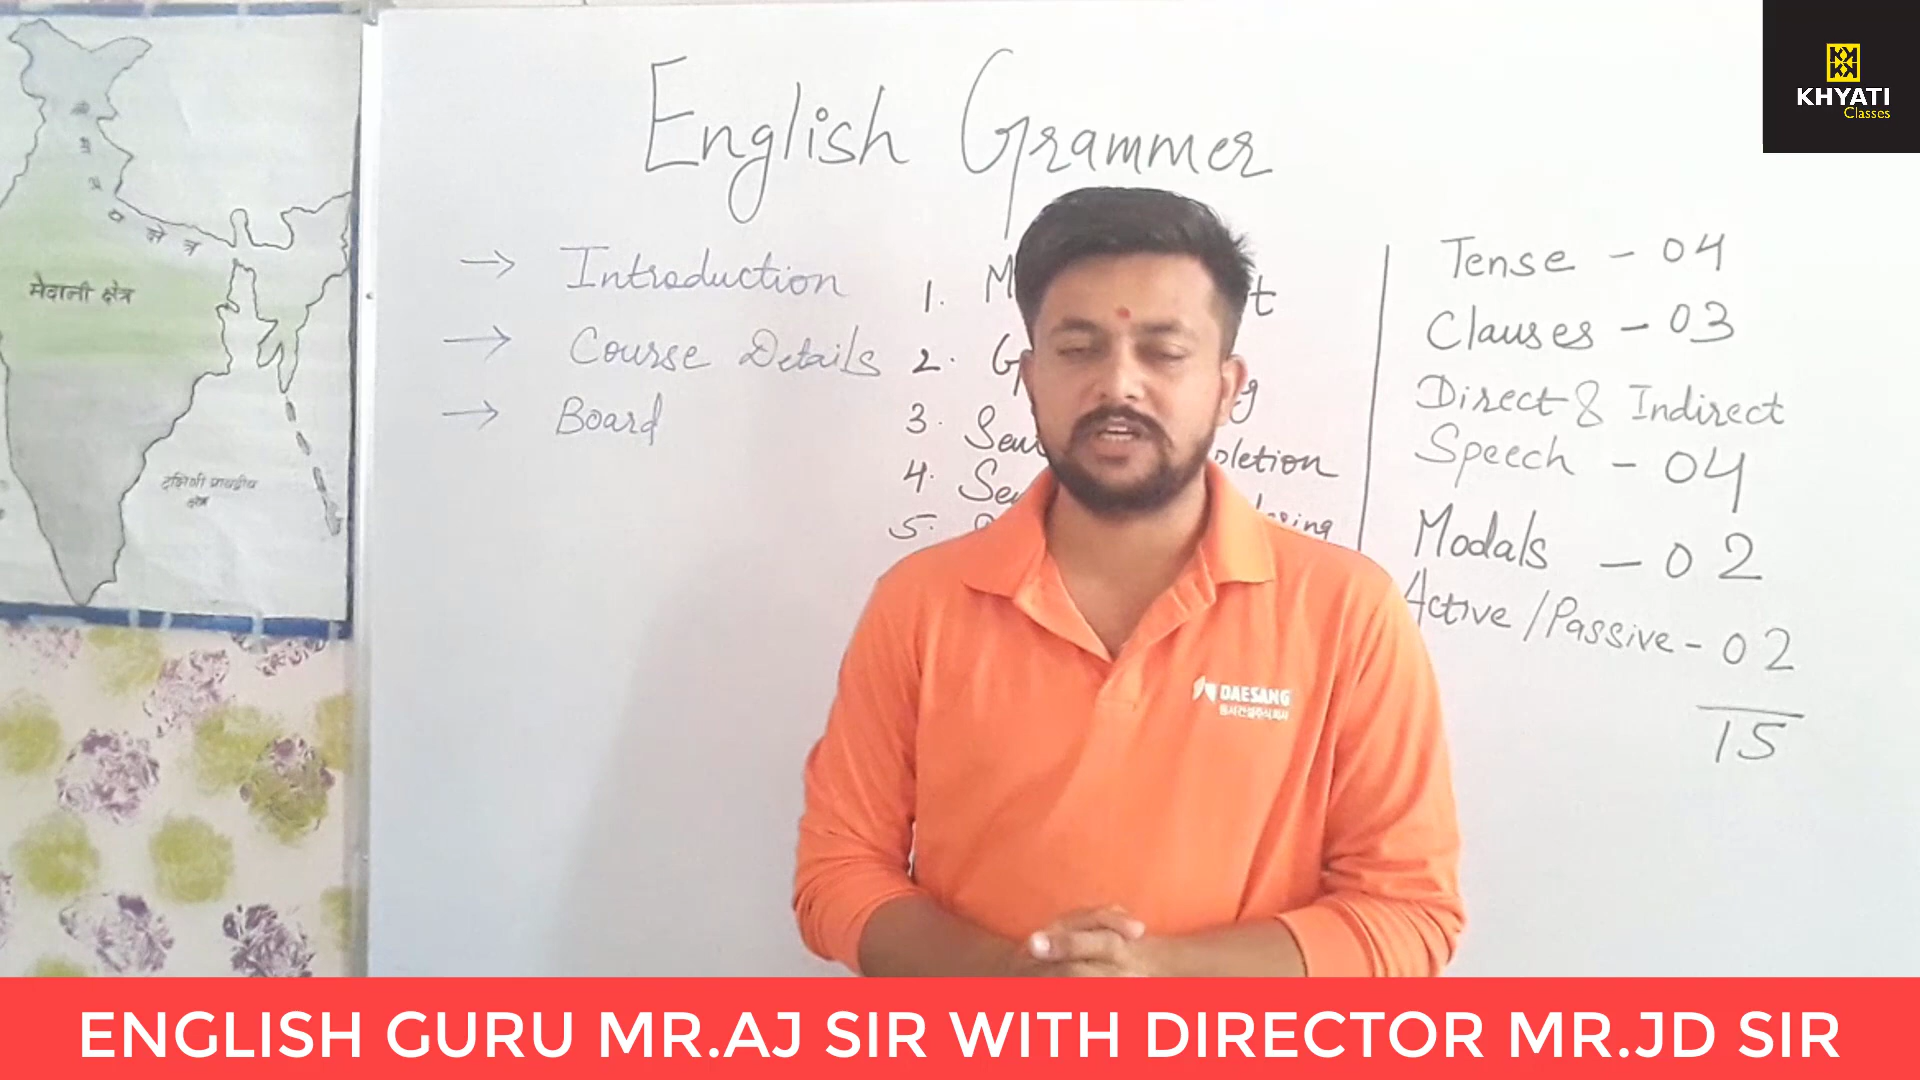 KHYATI
Classes
English Grammer
→ Introduction
→ Course Details
→ Board
1.
2.
3.
4.
5.
Tense - 04
Clauses - 03
Direct & Indirect
Speech - 04
Modals - 02
Active / Passive - 02
15
मैदानी क्षेत्र
क्षेत्र
DAESANG
ENGLISH GURU MR.AJ SIR WITH DIRECTOR MR.JD SIR